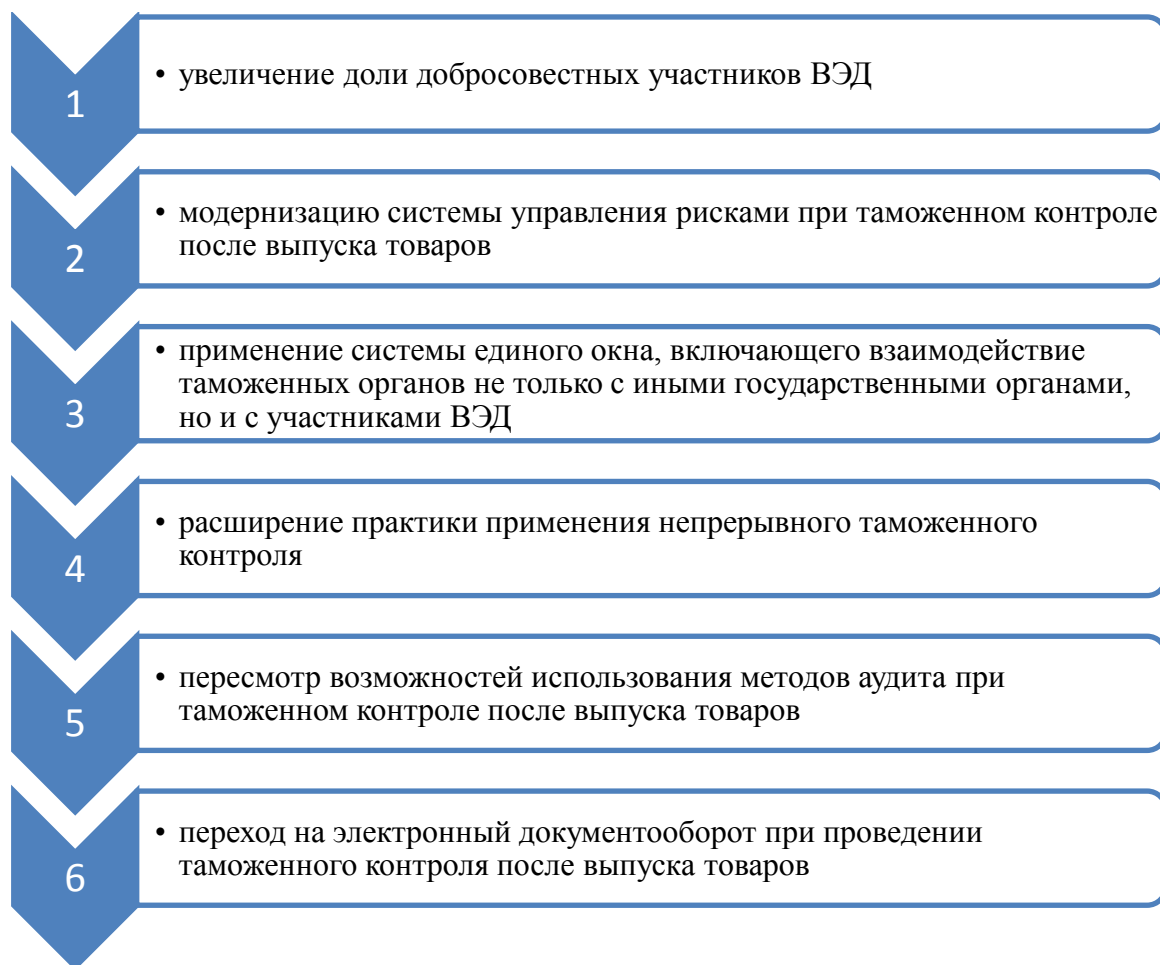 1
• увеличение доли добросовестных участников ВЭД
2
• модернизацию системы управления рисками при таможенном контроле
после выпуска товаров
3
• применение системы единого окна, включающего взаимодействие
таможенных органов не только с иными государственными органами,
но и с участниками ВЭД
4
• расширение практики применения непрерывного таможенного
контроля
5
• пересмотр возможностей использования методов аудита при
таможенном контроле после выпуска товаров
6
• переход на электронный документооборот при проведении
таможенного контроля после выпуска товаров